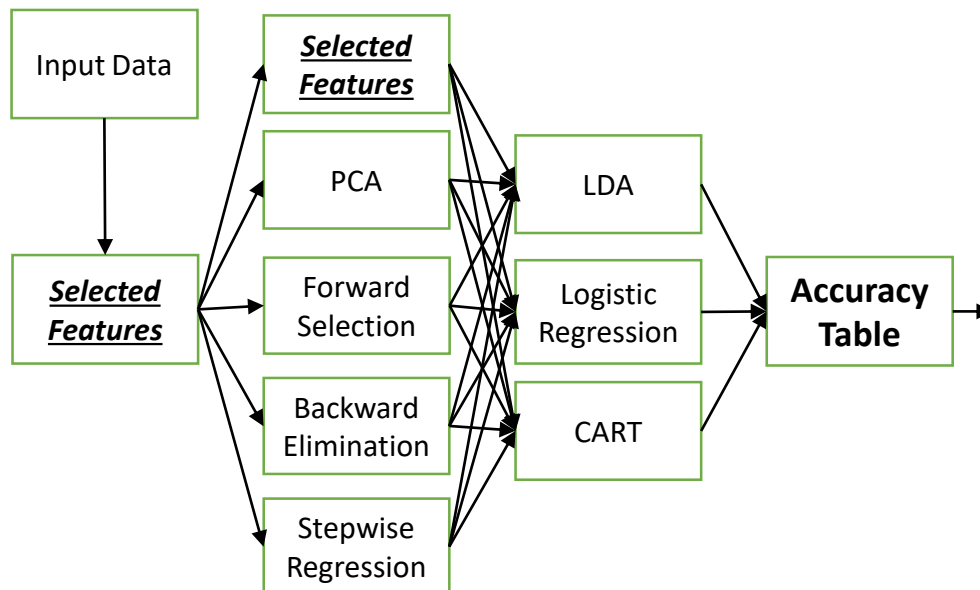 Input Data
Selected
Features
Selected
Features
PCA
Forward
Selection
Backward
Elimination
Stepwise
Regression
LDA
Logistic
Regression
CART
Accuracy
Table